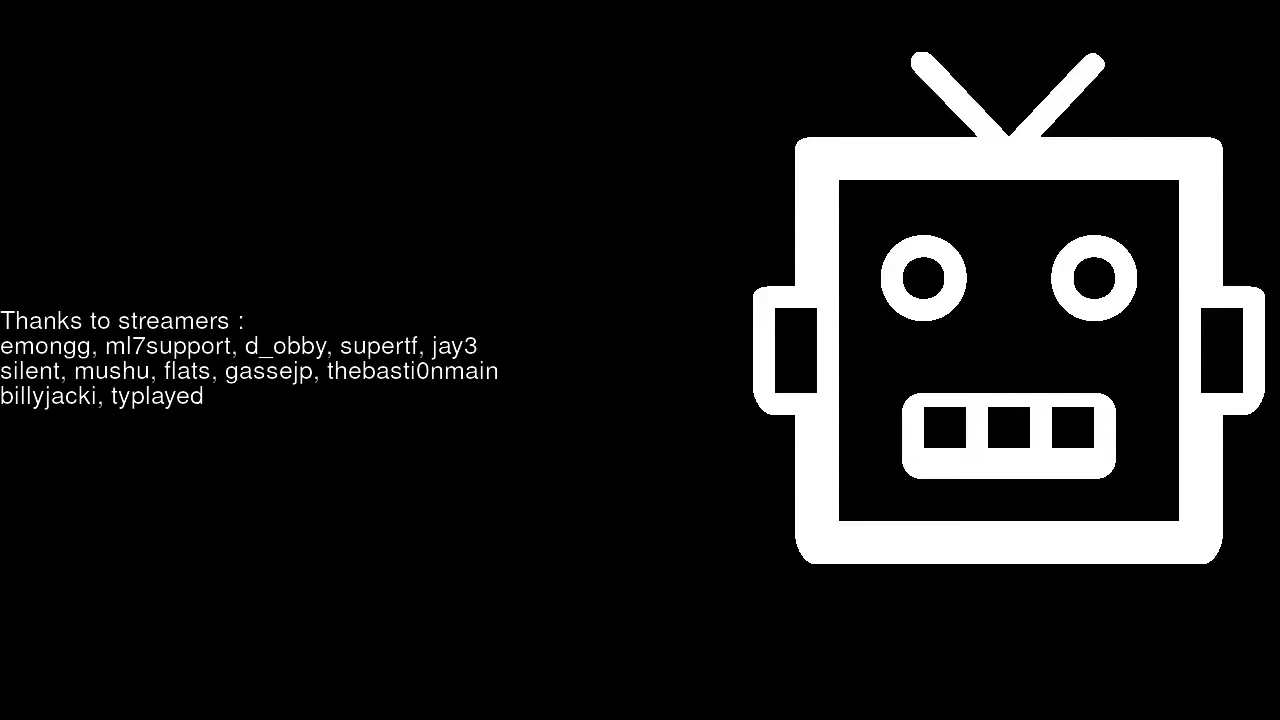 Thanks to streamers :
emongg, ml7support, d_obby, supertf, jay3
silent, mushu, flats, gassejp, thebasti0nmain
billyjacki, typlayed